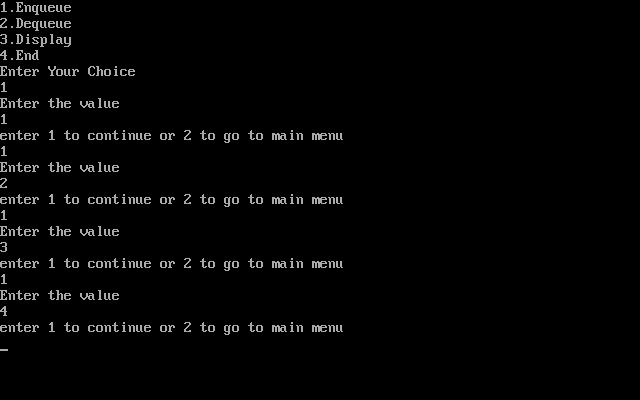 1.Enqueue
2.Dequeue
3.Display
4.End
Enter Your Choice
1
Enter the value
1
enter 1 to continue or 2 to go to main menu
1
Enter the value
2
enter 1 to continue or 2 to go to main menu
1
Enter the value
3
enter 1 to continue or 2 to go to main menu
1
Enter the value
4
enter 1 to continue or 2 to go to main menu